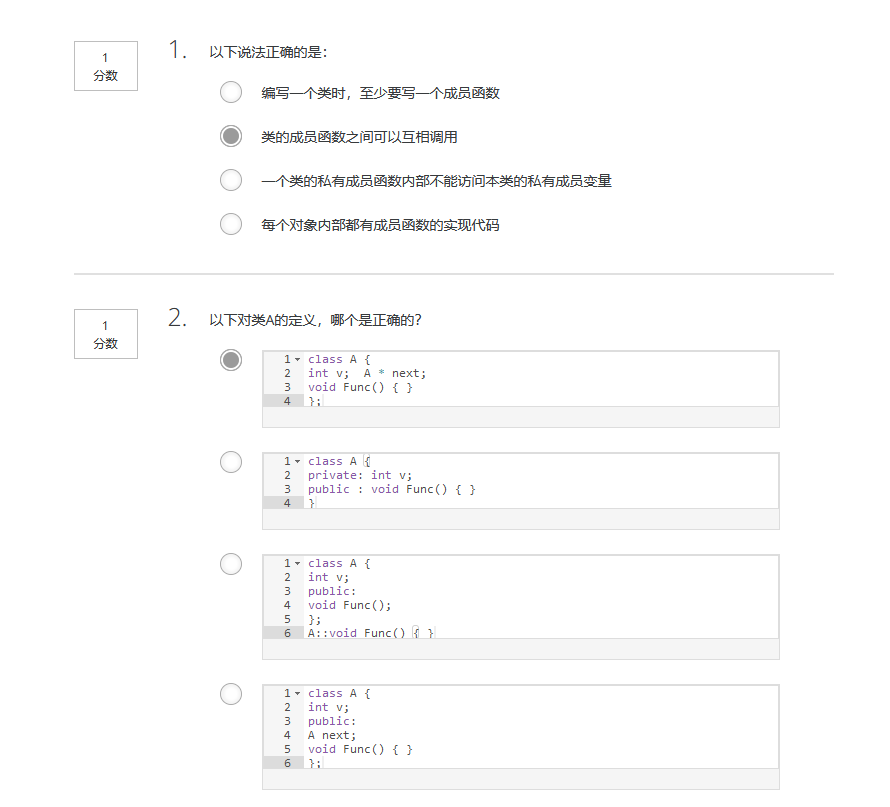 1
分数
1.
以下说法正确的是：
编写一个类时，至少要写一个成员函数
类的成员函数之间可以互相调用
一个类的私有成员函数内部不能访问本类的私有成员变量
每个对象内部都有成员函数的实现代码
1
分数
2.
以下对类A的定义，哪个是正确的？
1 class A {
2 int v;  A * next;
3 void Func() { }
4 };
1 class A {
2 private: int v;
3 public : void Func() { }
4 }
1 class A {
2 int v;
3 public:
4 void Func();
5 };
6 A::void Func() { }
1 class A {
2 int v;
3 public:
4 A next;
5 void Func() { }
6 };